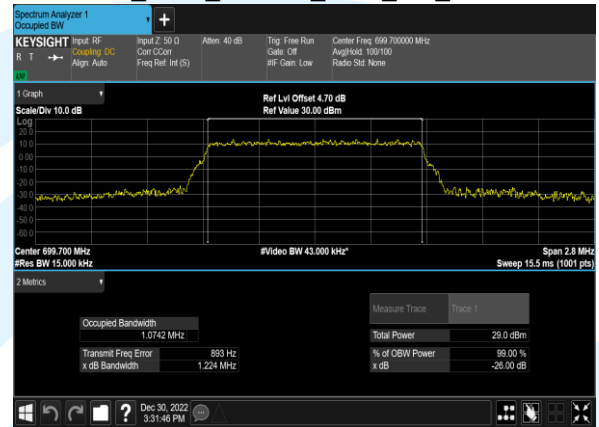 Spectrum Analyzer 1
Occupied BW
KEYSIGHT
R T
LV
Input: RF
Coupling: DC
Align: Auto
Input Z: 50 Ω
Corr CCorr
Freq Ref: Int (S)
Atten: 40 dB
Trig: Free Run
Gate: Off
#IF Gain: Low
Center Freq: 699.700000 MHz
Avg|Hold: 100/100
Radio Std: None
1 Graph
Scale/Div 10.0 dB
Ref Lvl Offset 4.70 dB
Ref Value 30.00 dBm
Log
20.0
10.0
0.00
-10.0
-20.0
-30.0
-40.0
-50.0
-60.0
Center 699.700 MHz
#Res BW 15.000 kHz
#Video BW 43.000 kHz*
Span 2.8 MHz
Sweep 15.5 ms (1001 pts)
2 Metrics
Measure Trace Trace 1
Occupied Bandwidth
1.0742 MHz
Total Power 29.0 dBm
Transmit Freq Error 893 Hz
% of OBW Power 99.00 %
x dB Bandwidth 1.224 MHz
x dB -26.00 dB
?
Dec 30, 2022
3:31:46 PM